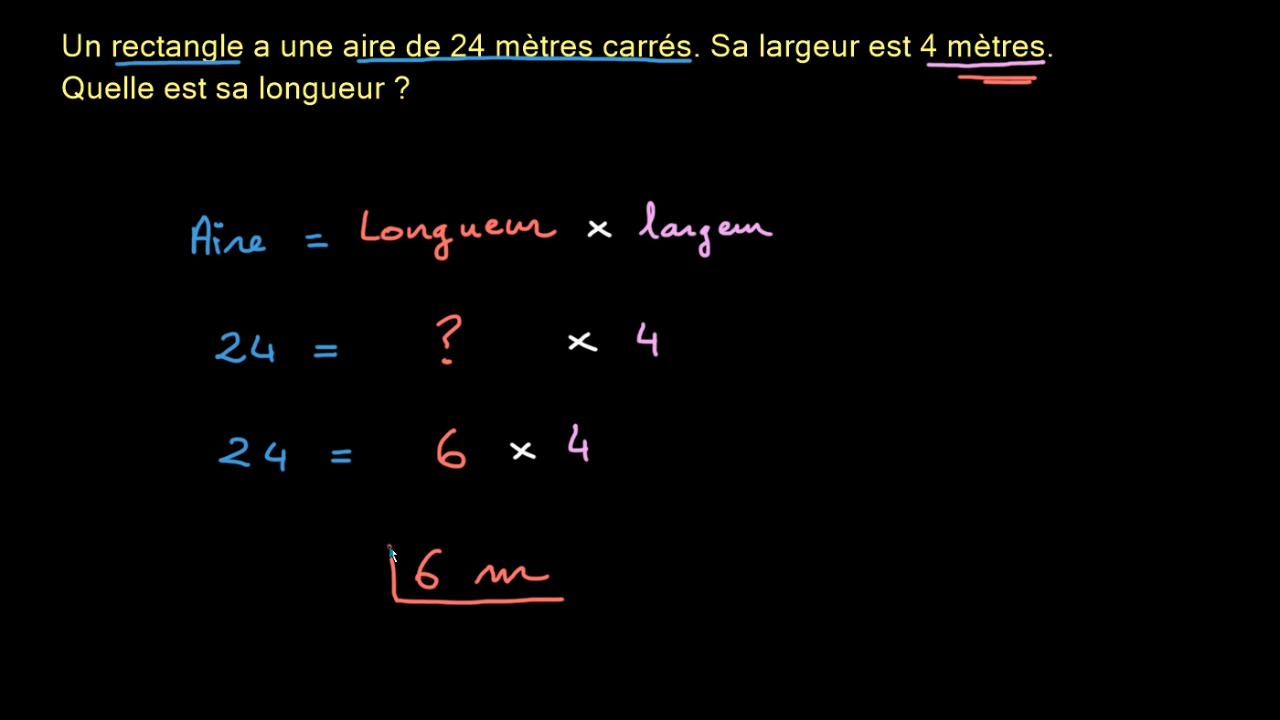 Un rectangle a une aire de 24 mètres carrés. Sa largeur est 4 mètres.
Quelle est sa longueur ?
Aire = Longueur × largeur
24 = ? × 4
24 = 6 × 4
6 m